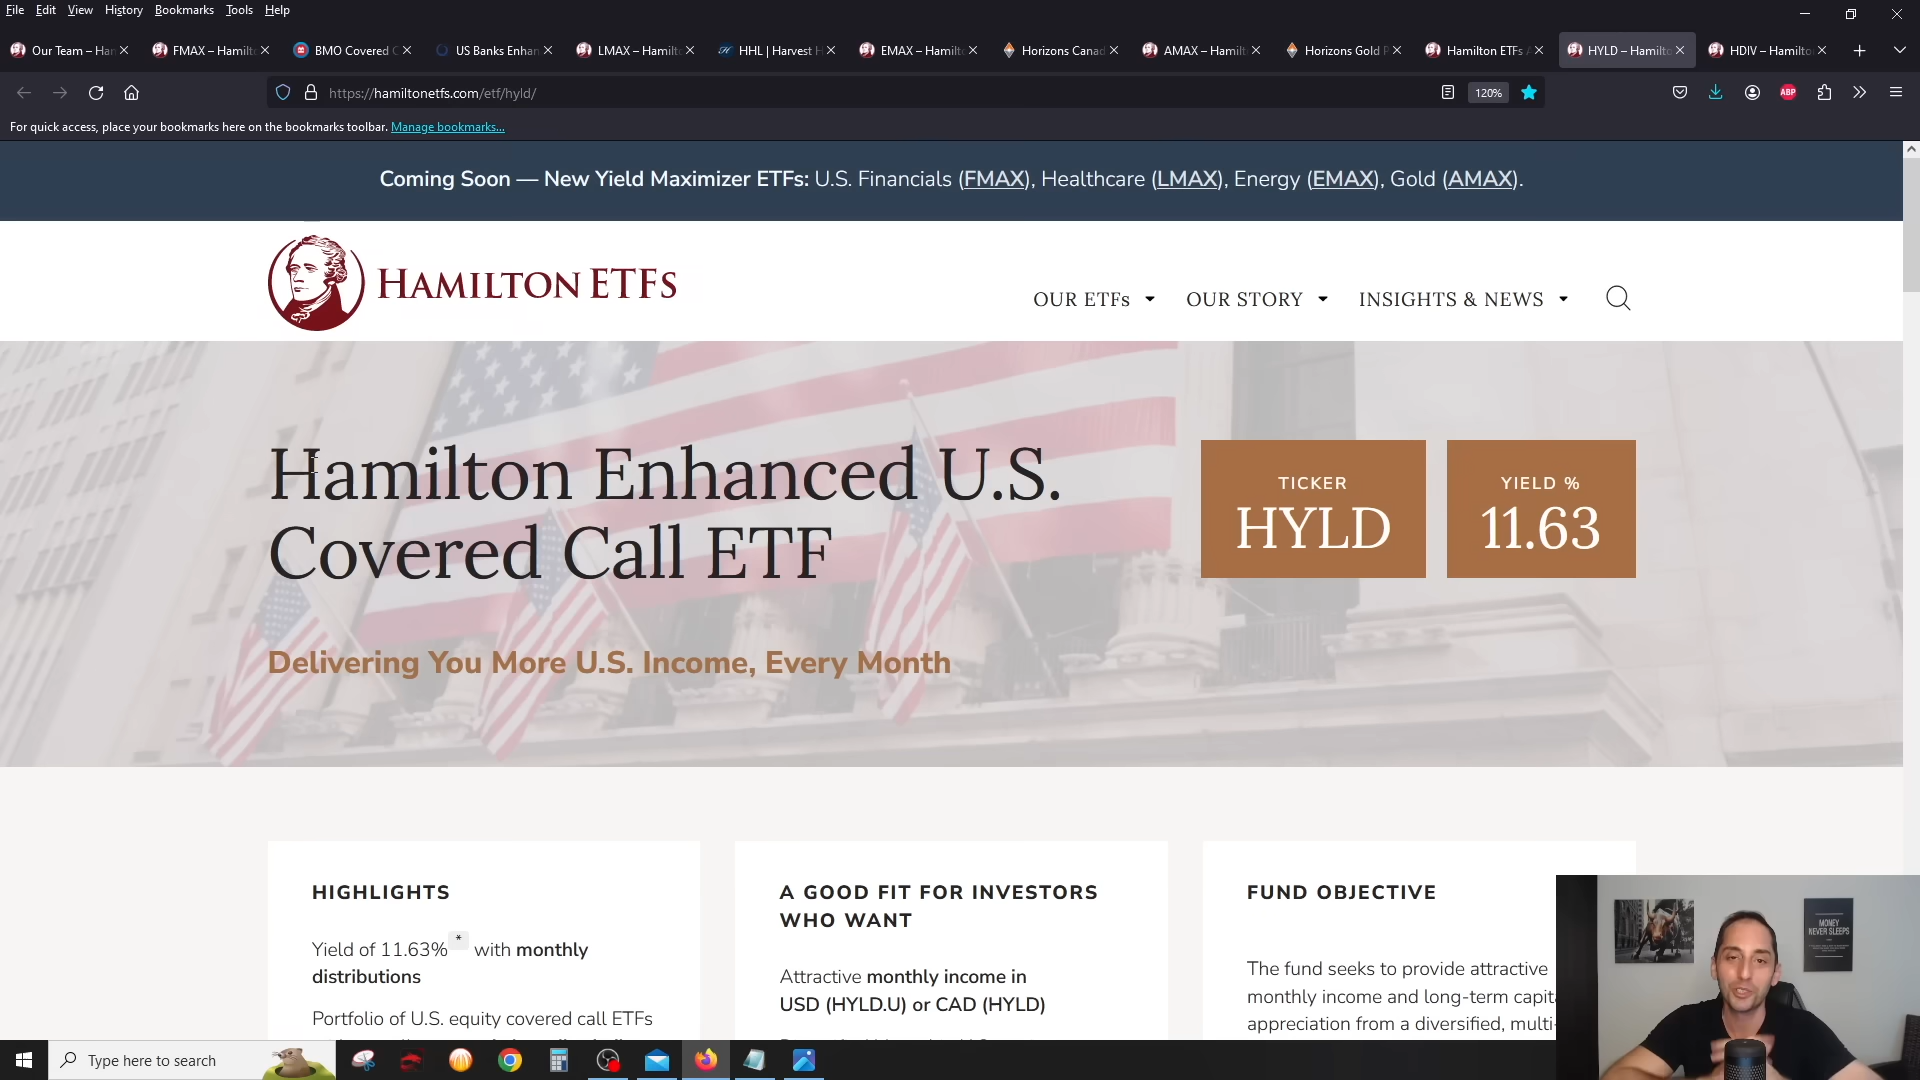 File Edit View History Bookmarks Tools Help
Our Team – Ham
FMAX – Hamilt
BMO Covered C
US Banks Enhan
LMAX – Hamilt
HHL | Harvest H
EMAX – Hamilt
Horizons Canad
AMAX – Hamilt
Horizons Gold P
Hamilton ETFs A
HYLD – Hamilto
HDIV – Hamilto
https://hamiltonetfs.com/etf/hyld/
120%
ABP
For quick access, place your bookmarks here on the bookmarks toolbar. Manage bookmarks...
Coming Soon — New Yield Maximizer ETFs: U.S. Financials (FMAX), Healthcare (LMAX), Energy (EMAX), Gold (AMAX).
HAMILTON ETFs
OUR ETFs
OUR STORY
INSIGHTS & NEWS
Hamilton Enhanced U.S.
Covered Call ETF
TICKER
HYLD
YIELD %
11.63
Delivering You More U.S. Income, Every Month
HIGHLIGHTS
Yield of 11.63%* with monthly
distributions
Portfolio of U.S. equity covered call ETFs
A GOOD FIT FOR INVESTORS
WHO WANT
Attractive monthly income in
USD (HYLD.U) or CAD (HYLD)
FUND OBJECTIVE
The fund seeks to provide attractive
monthly income and long-term capita
appreciation from a diversified, multi-
MONEY
NEVER SLEEPS
Type here to search